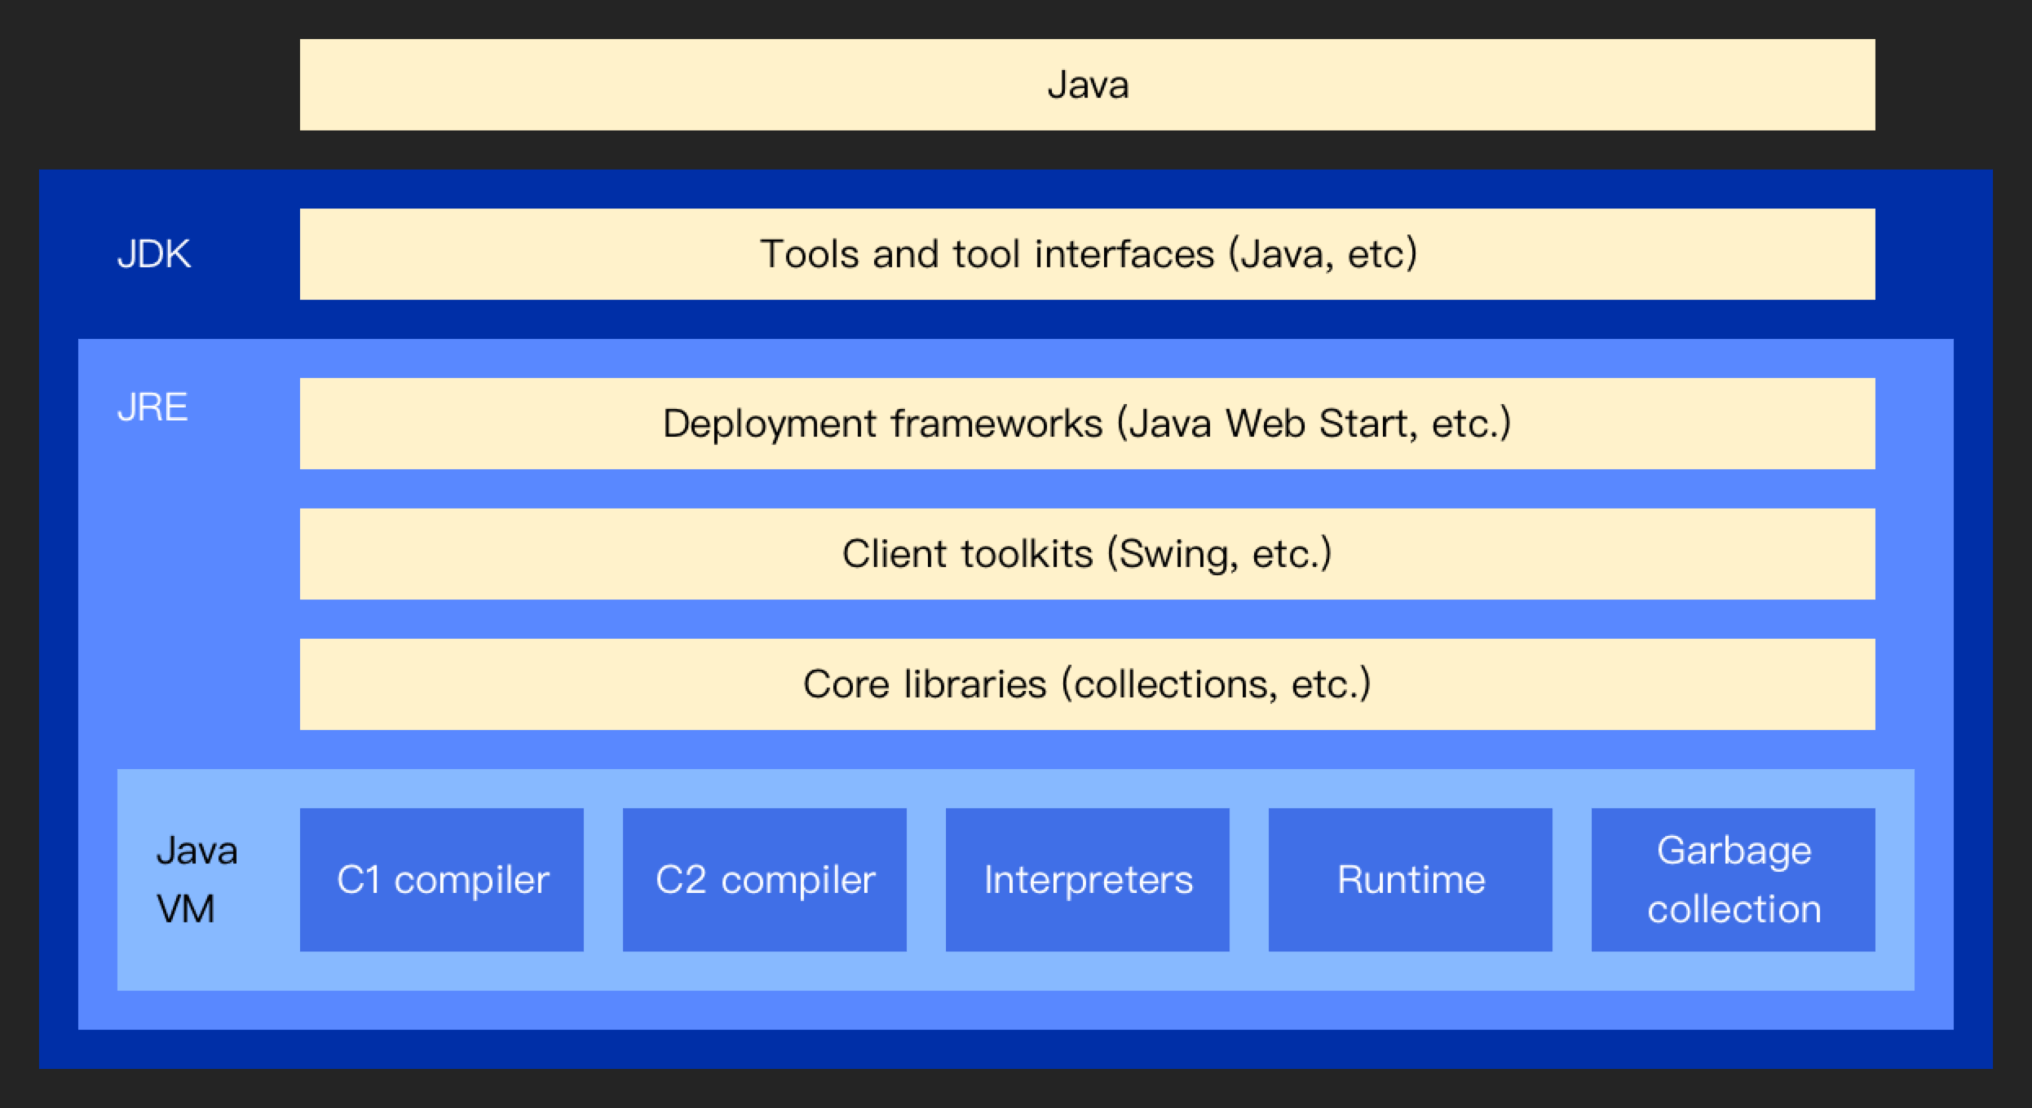 Java
JDK
Tools and tool interfaces (Java, etc)
JRE
Deployment frameworks (Java Web Start, etc.)
Client toolkits (Swing, etc.)
Core libraries (collections, etc.)
Java
VM
C1 compiler
C2 compiler
Interpreters
Runtime
Garbage
collection